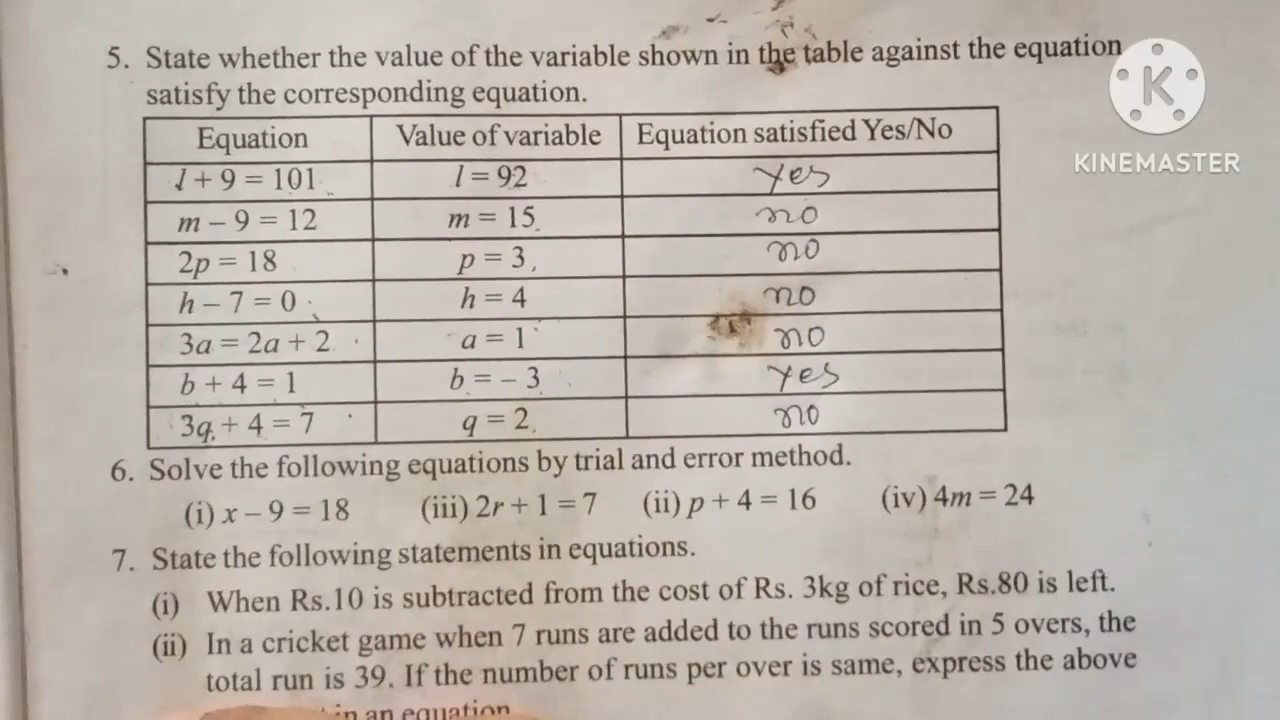 5. State whether the value of the variable shown in the table against the equation
satisfy the corresponding equation.
Equation Value of variable Equation satisfied Yes/No
l + 9 = 101 l = 92 yes
m – 9 = 12 m = 15 no
2p = 18 p = 3 no
h – 7 = 0 h = 4 no
3a = 2a + 2 a = 1 no
b + 4 = 1 b = – 3 yes
3q + 4 = 7 q = 2 no
6. Solve the following equations by trial and error method.
(i) x – 9 = 18 (iii) 2r + 1 = 7 (ii) p + 4 = 16 (iv) 4m = 24
7. State the following statements in equations.
(i) When Rs.10 is subtracted from the cost of Rs. 3kg of rice, Rs.80 is left.
(ii) In a cricket game when 7 runs are added to the runs scored in 5 overs, the
total run is 39. If the number of runs per over is same, express the above
in an equation
K
KINEMASTER